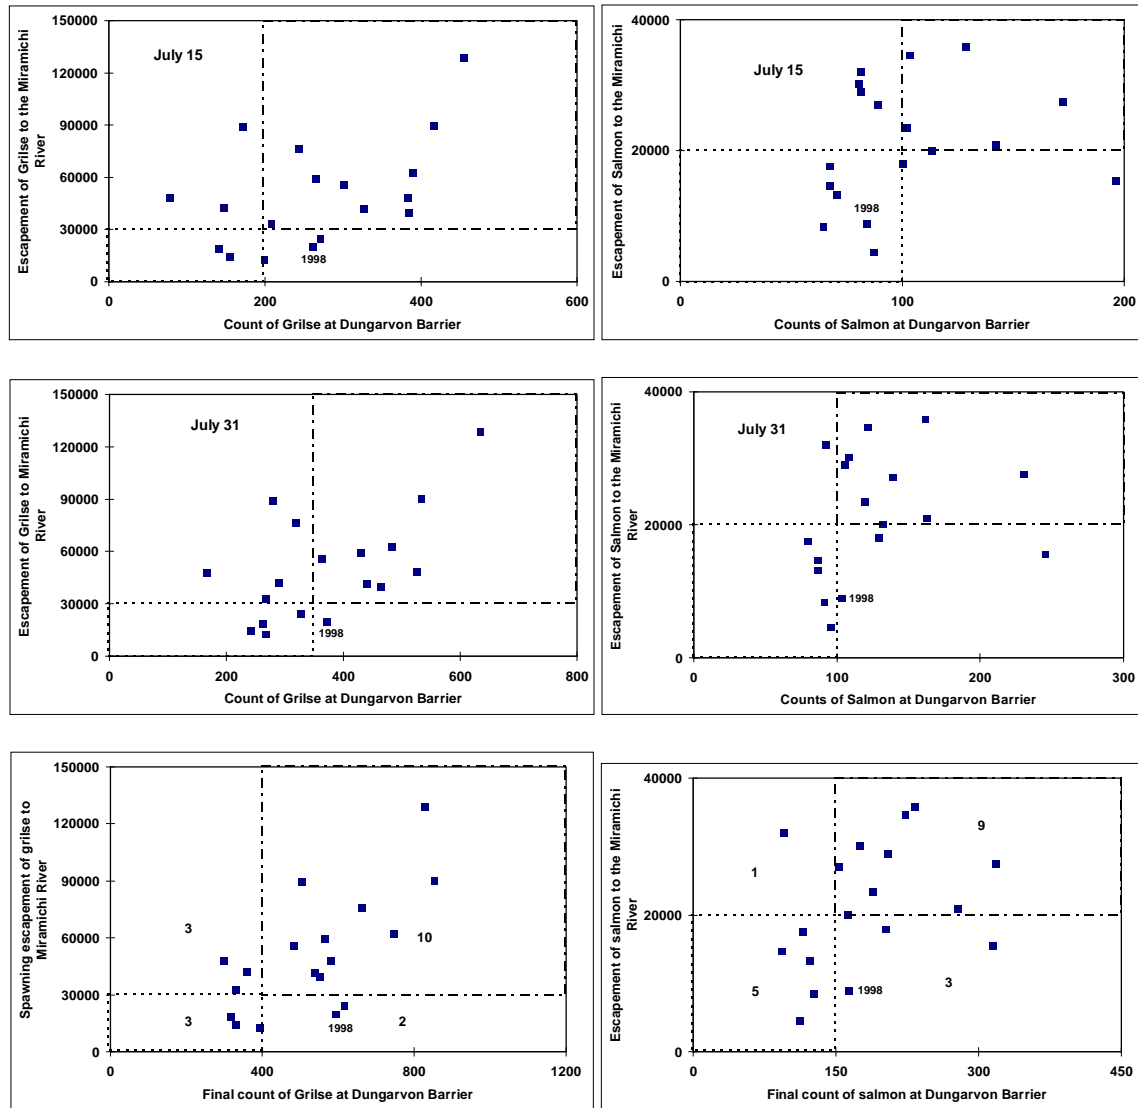 Escapement of Grilse to the Miramichi
River
150000
120000
90000
60000
30000
0
July 15
1998
0
200
400
600
Count of Grilse at Dungarvon Barrier
Escapement of Salmon to the Miramichi
River
40000
20000
0
July 15
1998
0
100
200
Counts of Salmon at Dungarvon Barrier
Escapement of Grilse to Miramichi
River
150000
120000
90000
60000
30000
0
July 31
1998
0
200
400
600
800
Count of Grilse at Dungarvon Barrier
Escapement of Salmon to the Miramichi
River
40000
20000
0
July 31
1998
0
100
200
300
Counts of Salmon at Dungarvon Barrier
Spawning escapement of grilse to
Miramichi River
150000
120000
90000
60000
30000
0
3
10
3
1998
2
0
400
800
1200
Final count of Grilse at Dungarvon Barrier
Escapement of salmon to the Miramichi
River
40000
20000
0
9
1
5
1998
3
0
150
300
450
Final count of salmon at Dungarvon Barrier